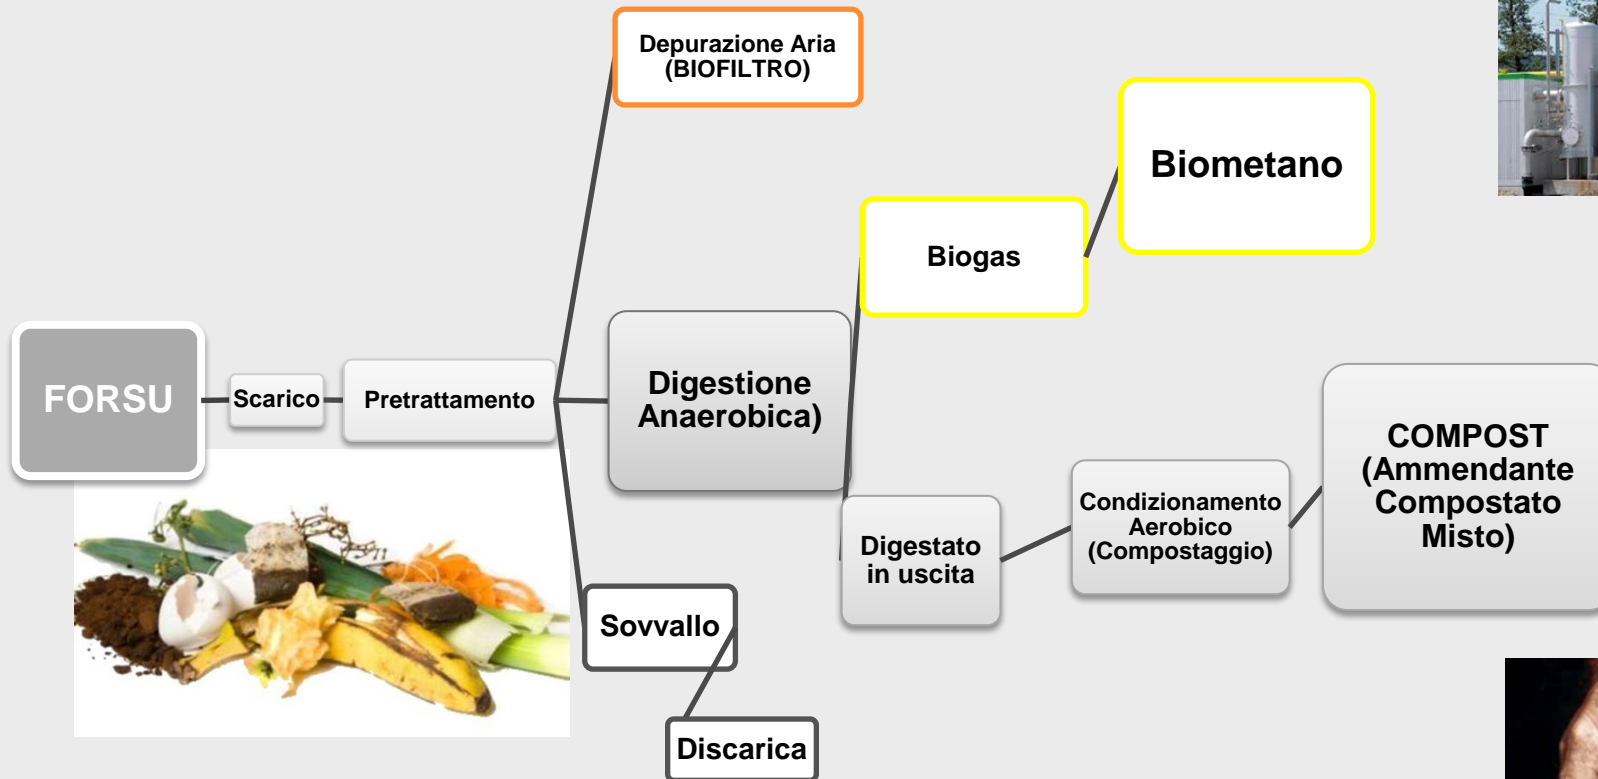 Depurazione Aria
(BIOFILTRO)
Biometano
Biogas
FORSU
Scarico
Pretrattamento
Digestione
Anaerobica)
Digestato
in uscita
Condizionamento
Aerobico
(Compostaggio)
COMPOST
(Ammendante
Compostato
Misto)
Sovvallo
Discarica